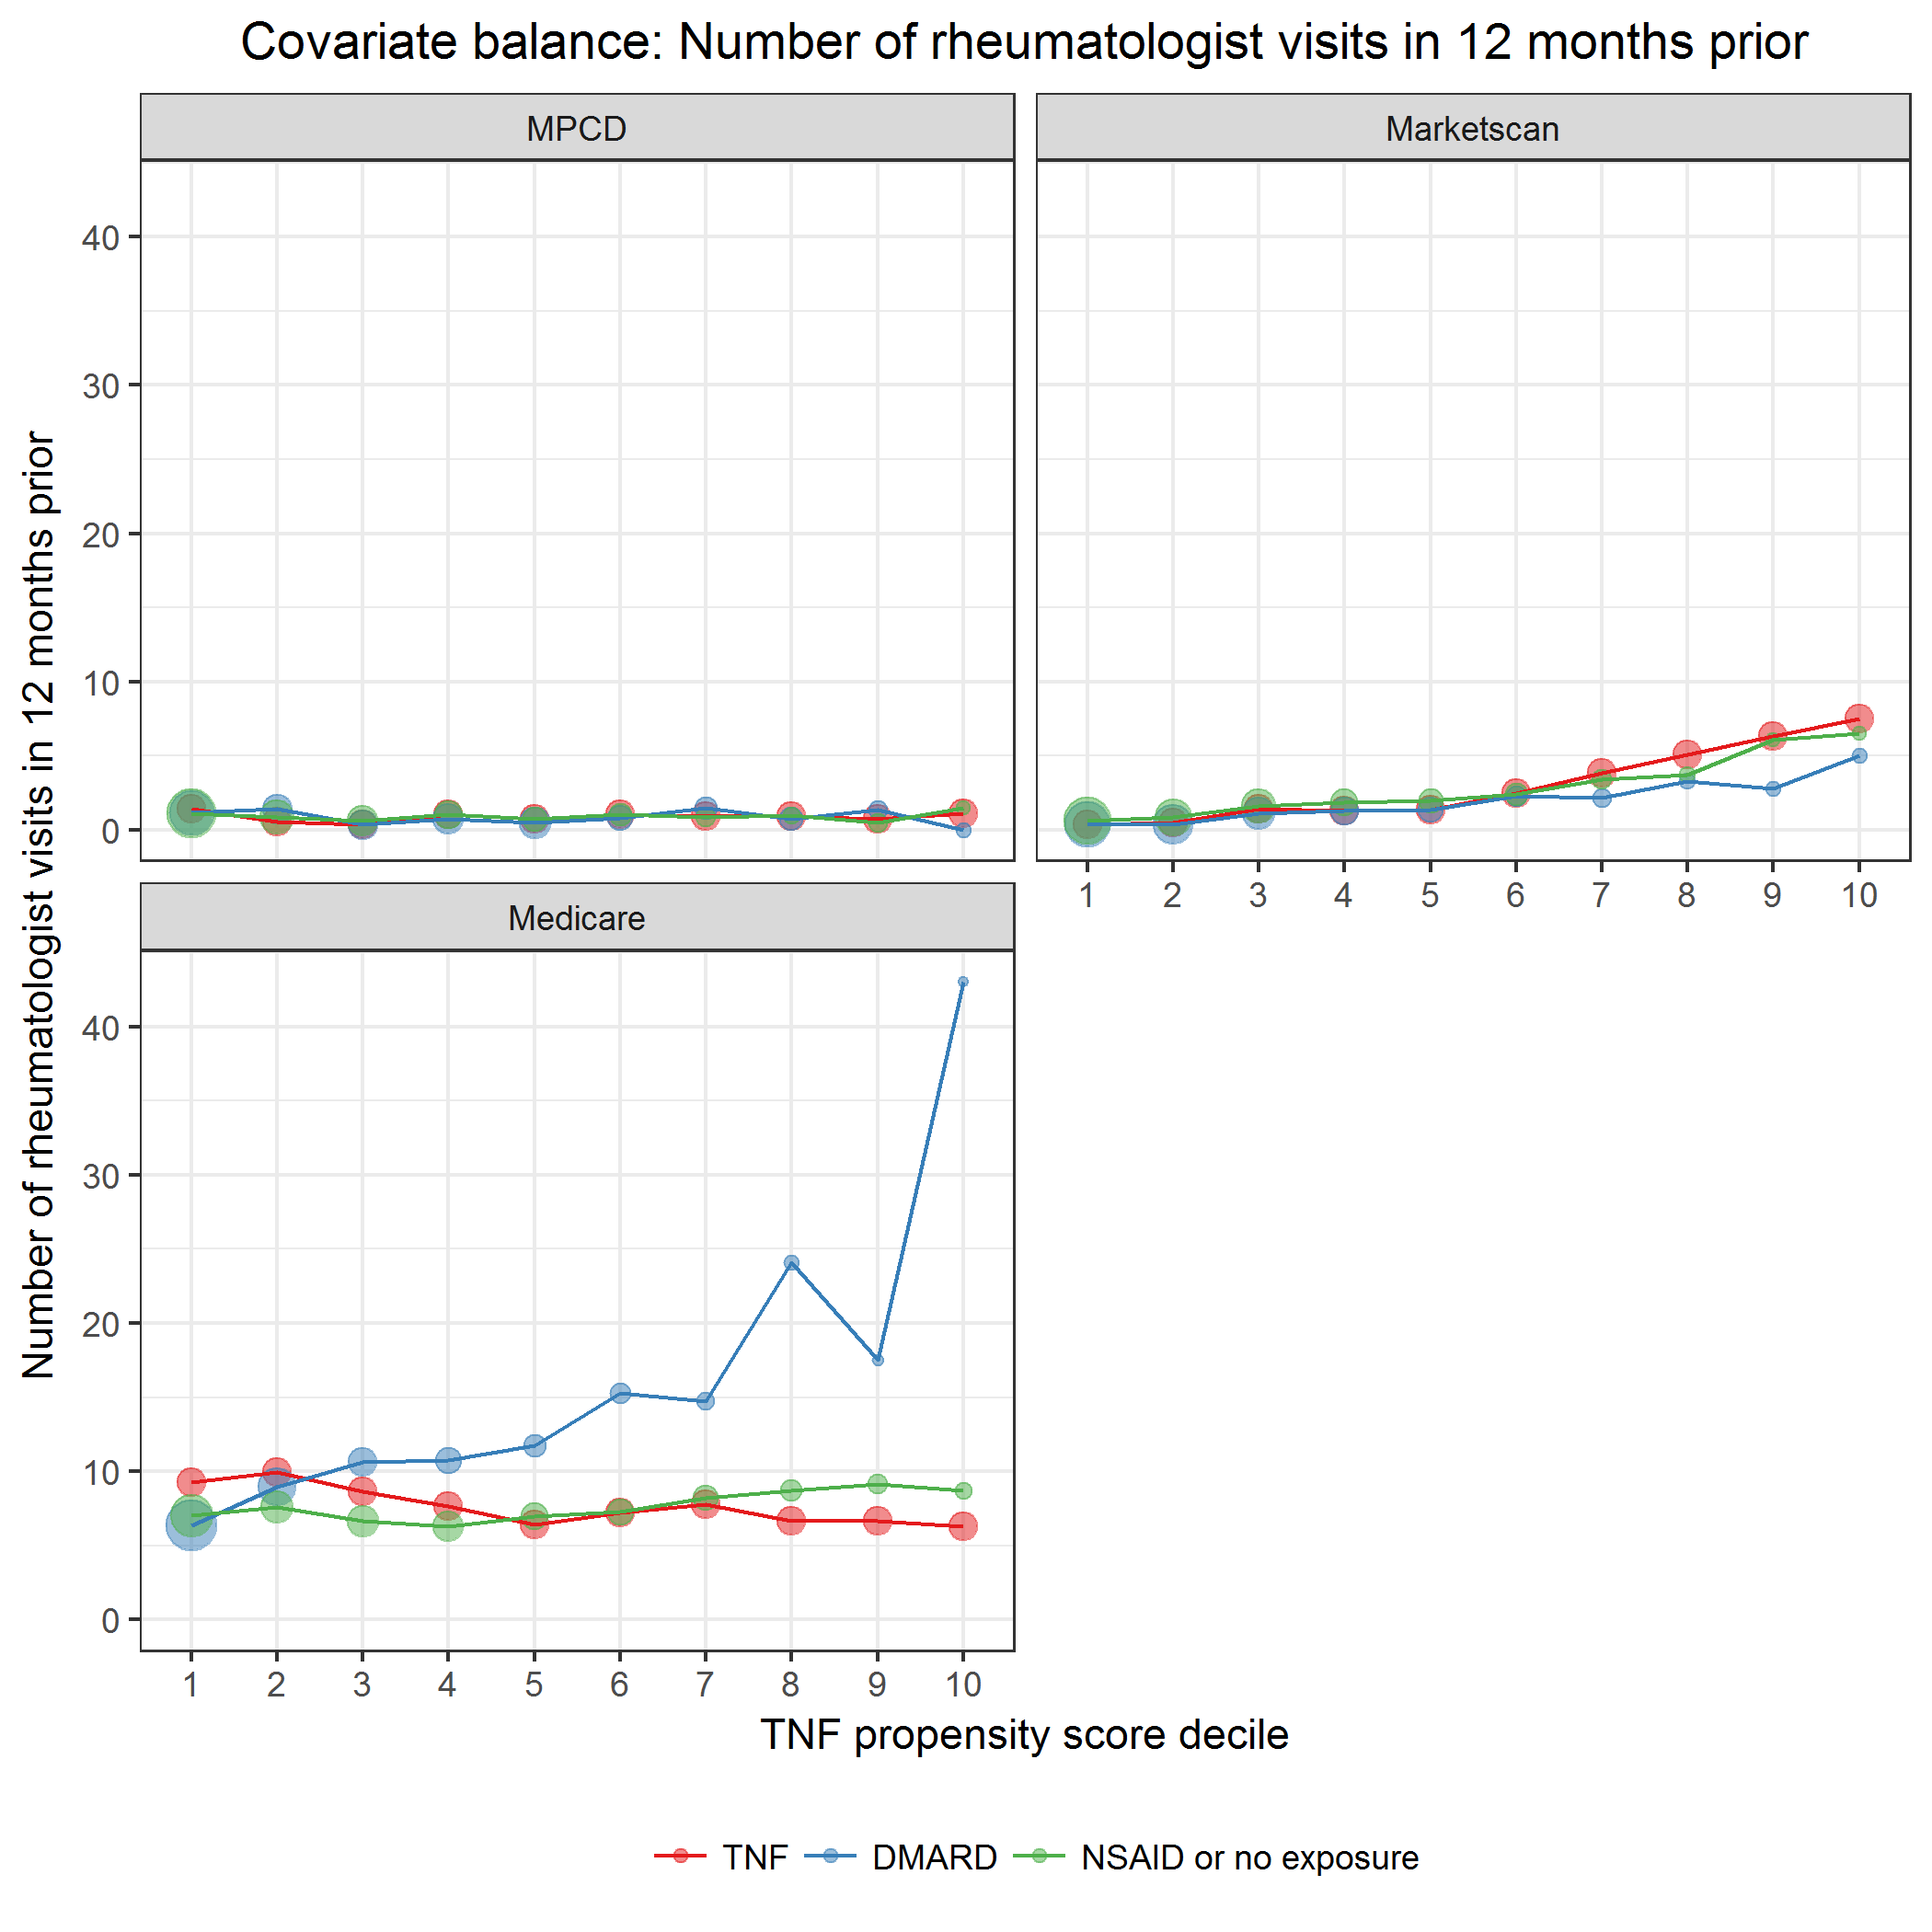 Covariate balance: Number of rheumatologist visits in 12 months prior
MPCD
Marketscan
40
30
20
10
0
1 2 3 4 5 6 7 8 9 10
Medicare
40
30
20
10
0
1 2 3 4 5 6 7 8 9 10
Number of rheumatologist visits in 12 months prior
TNF propensity score decile
TNF DMARD NSAID or no exposure